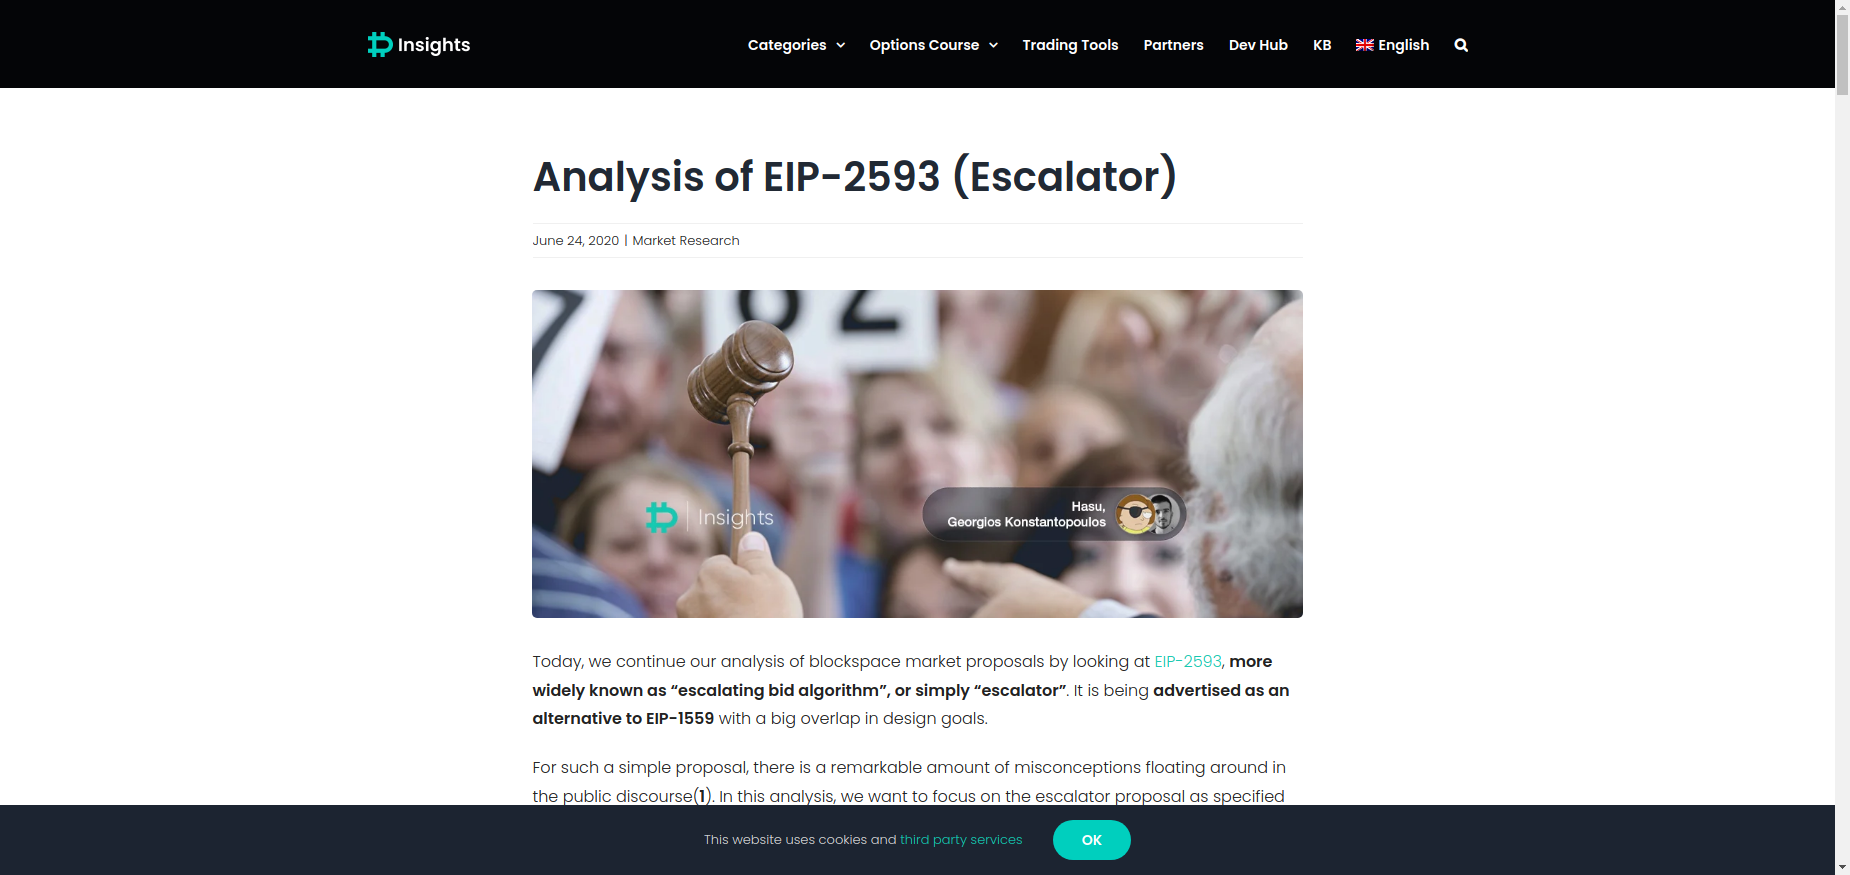 Insights
Categories
Options Course
Trading Tools
Partners
Dev Hub
KB
English
Analysis of EIP-2593 (Escalator)
June 24, 2020 | Market Research
62
Insights
Hasu,
Georgios Konstantopoulos
Today, we continue our analysis of blockspace market proposals by looking at EIP-2593, more
widely known as “escalating bid algorithm”, or simply “escalator”. It is being advertised as an
alternative to EIP-1559 with a big overlap in design goals.
For such a simple proposal, there is a remarkable amount of misconceptions floating around in
the public discourse(1). In this analysis, we want to focus on the escalator proposal as specified
This website uses cookies and third party services
OK